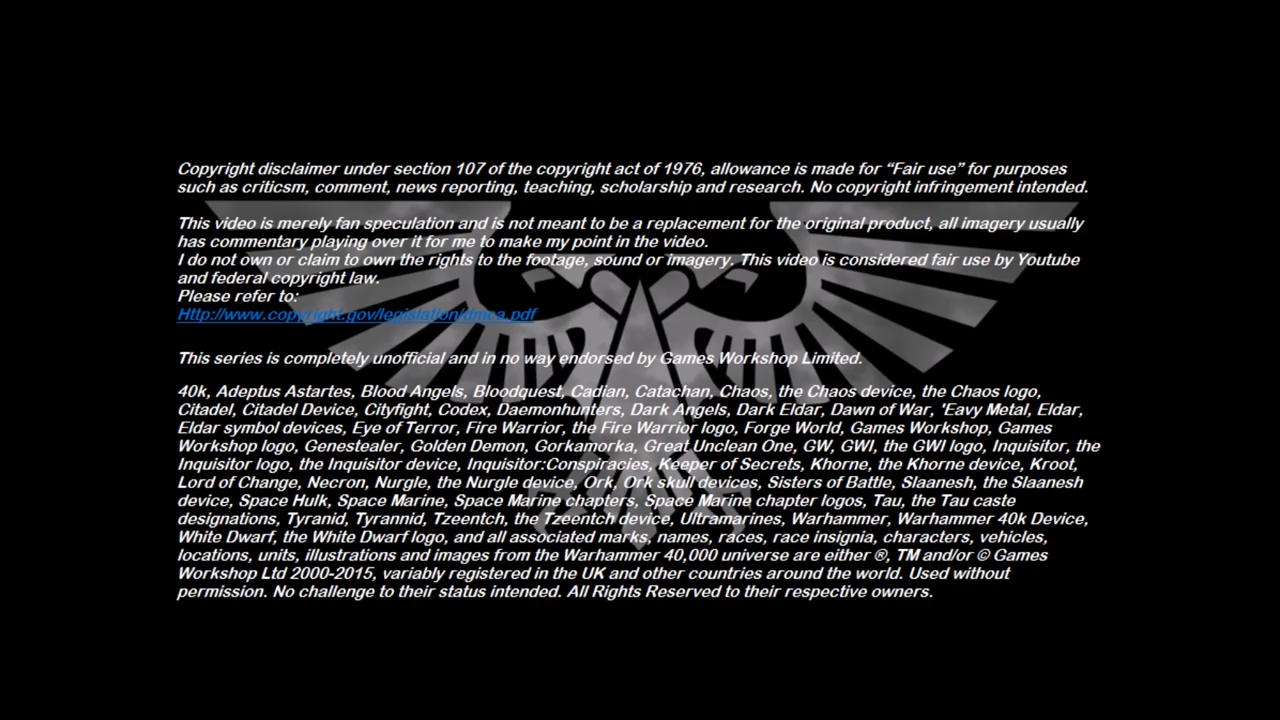 Copyright disclaimer under section 107 of the copyright act of 1976, allowance is made for “Fair use” for purposes
such as criticsm, comment, news reporting, teaching, scholarship and research. No copyright infringement intended.
This video is merely fan speculation and is not meant to be a replacement for the original product, all imagery usually
has commentary playing over it for me to make my point in the video.
I do not own or claim to own the rights to the footage, sound or imagery. This video is considered fair use by Youtube
and federal copyright law.
Please refer to:
Http://www.copyright.gov/legislation/dmca.pdf
This series is completely unofficial and in no way endorsed by Games Workshop Limited.
40k, Adeptus Astartes, Blood Angels, Bloodquest, Cadian, Catachan, Chaos, the Chaos device, the Chaos logo,
Citadel, Citadel Device, Cityfight, Codex, Daemonhunters, Dark Angels, Dark Eldar, Dawn of War, 'Eavy Metal, Eldar,
Eldar symbol devices, Eye of Terror, Fire Warrior, the Fire Warrior logo, Forge World, Games Workshop, Games
Workshop logo, Genestealer, Golden Demon, Gorkamorka, Great Unclean One, GW, GWI, the GWI logo, Inquisitor, the
Inquisitor logo, the Inquisitor device, Inquisitor:Conspiracies, Keeper of Secrets, Khorne, the Khorne device, Kroot,
Lord of Change, Necron, Nurgle, the Nurgle device, Ork, Ork skull devices, Sisters of Battle, Slaanesh, the Slaanesh
device, Space Hulk, Space Marine, Space Marine chapters, Space Marine chapter logos, Tau, the Tau caste
designations, Tyranid, Tyrannid, Tzeentch, the Tzeentch device, Ultramarines, Warhammer, Warhammer 40k Device,
White Dwarf, the White Dwarf logo, and all associated marks, names, races, race insignia, characters, vehicles,
locations, units, illustrations and images from the Warhammer 40,000 universe are either ®, TM and/or © Games
Workshop Ltd 2000-2015, variably registered in the UK and other countries around the world. Used without
permission. No challenge to their status intended. All Rights Reserved to their respective owners.